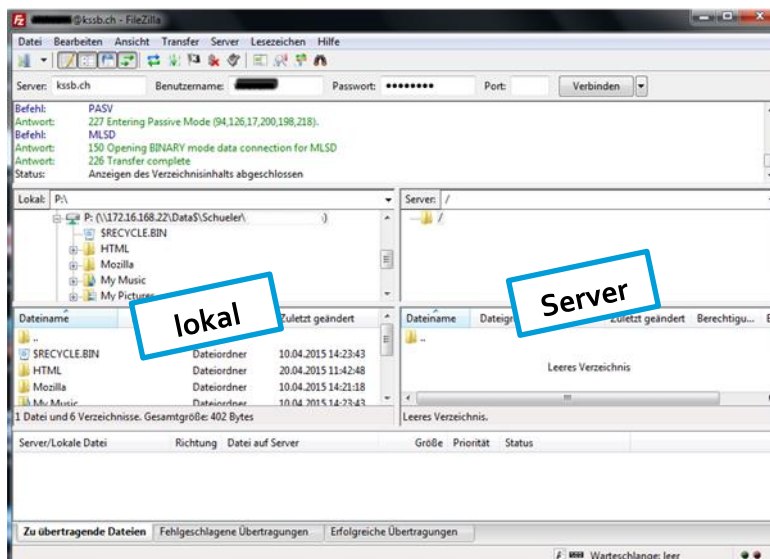 @kssb.ch - FileZilla
Datei Bearbeiten Ansicht Transfer Server Lesezeichen Hilfe
Server: kssb.ch Benutzername: Passwort: •••••••• Port: Verbinden
Befehl: PASV
Antwort: 227 Entering Passive Mode (94,126,17,200,198,218).
Befehl: MLSD
Antwort: 150 Opening BINARY mode data connection for MLSD
Antwort: 226 Transfer complete
Status: Anzeigen des Verzeichnisinhalts abgeschlossen
Lokal: P:\ Server: /
P: (\\172.16.168.22\Data$\Schueler\ :) /
$RECYCLE.BIN
HTML
Mozilla
My Music
My Pictures
lokal
Server
Dateiname Zuletzt geändert Dateiname Dateigr Zuletzt geändert Berechtigu...
.. ..
$RECYCLE.BIN Dateiordner 10.04.2015 14:23:43
HTML Dateiordner 20.04.2015 11:42:48 Leeres Verzeichnis
Mozilla Dateiordner 10.04.2015 14:21:18
My Music Dateiordner 10.04.2015 14:23:43
1 Datei und 6 Verzeichnisse. Gesamtgröße: 402 Bytes Leeres Verzeichnis.
Server/Lokale Datei Richtung Datei auf Server Größe Priorität Status
Zu übertragende Dateien Fehlgeschlagene Übertragungen Erfolgreiche Übertragungen
Warteschlange: leer